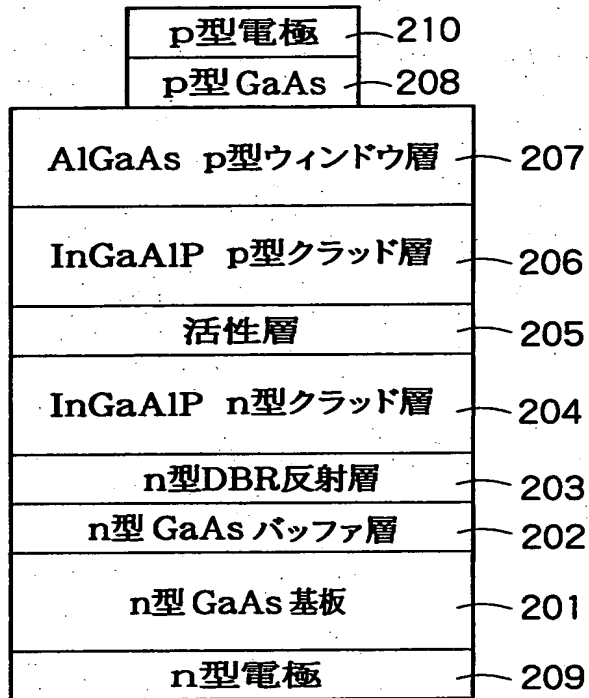 p型電極 210
p型GaAs 208
AlGaAs p型ウィンドウ層 207
InGaAlP p型クラッド層 206
活性層 205
InGaAlP n型クラッド層 204
n型DBR反射層 203
n型GaAsバッファ層 202
n型GaAs基板 201
n型電極 209